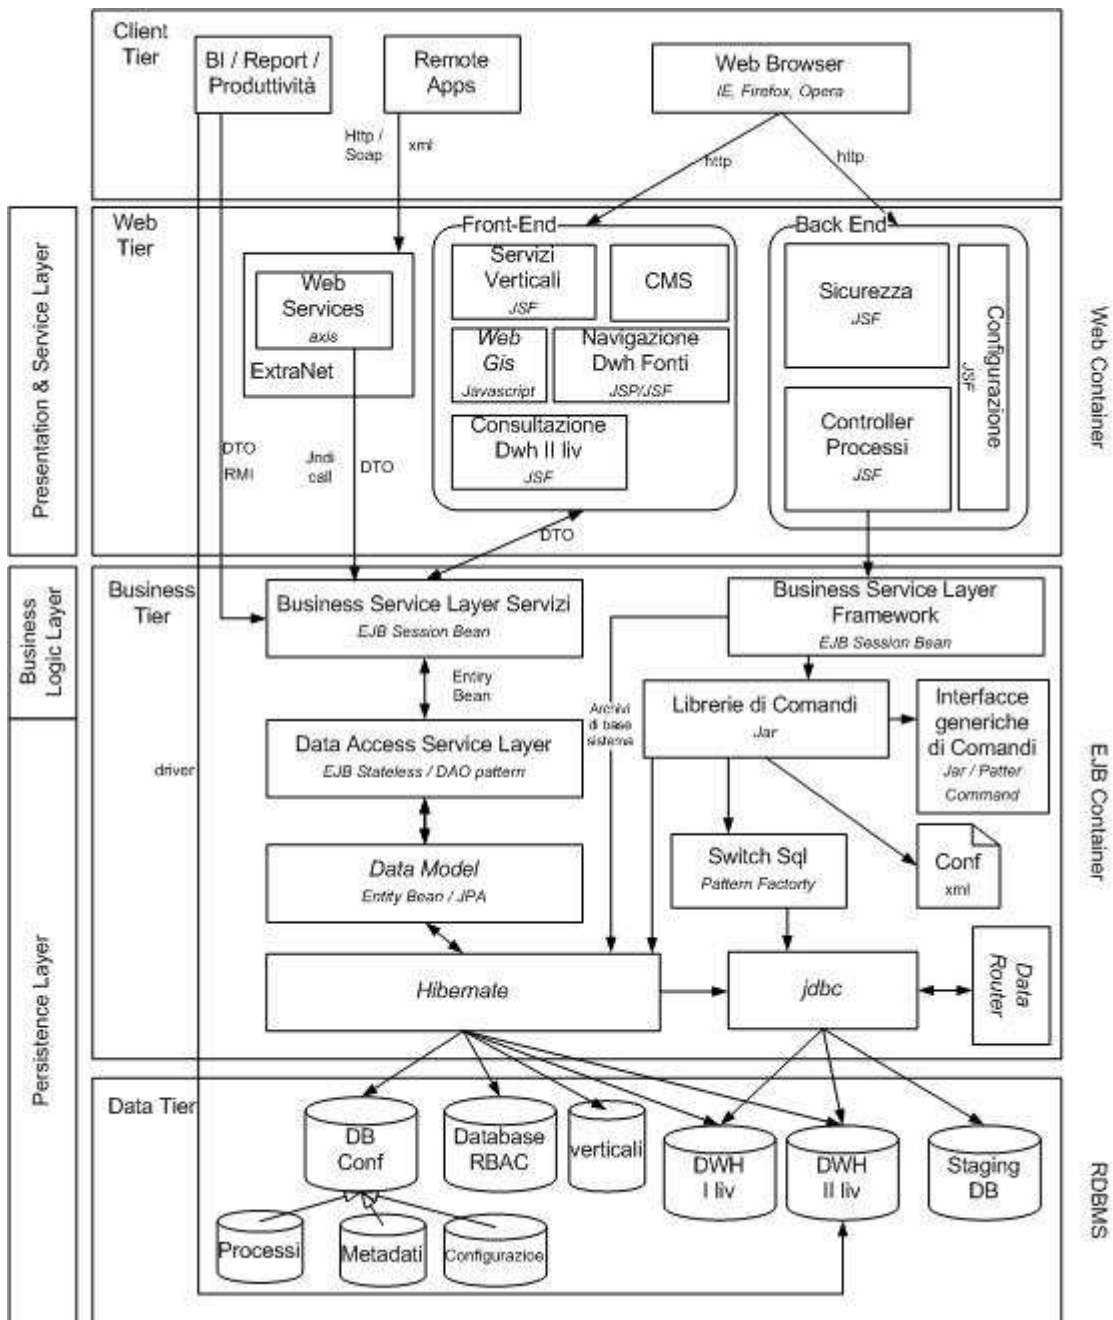 Client
Tier
BI / Report /
Produttività
Remote
Apps
Web Browser
IE, Firefox, Opera
Http /
Soap
xml
http
http
Presentation & Service Layer
Web
Tier
Web
Services
axis
ExtraNet
Front-End
Servizi
Verticali
JSF
CMS
Web
Gis
Javascript
Navigazione
Dwh Fonti
JSP/JSF
Consultazione
Dwh II liv
JSF
Back End
Sicurezza
JSF
Controller
Processi
JSF
Configurazione
JSF
Web Container
DTO
RMI
Jndi
call
DTO
DTO
Business
Logic Layer
Business
Tier
Business Service Layer Servizi
EJB Session Bean
Business Service Layer
Framework
EJB Session Bean
Entiry
Bean
Archivi
di base
sistema
Librerie di Comandi
Jar
Interfacce
generiche
di Comandi
Jar / Patter
Command
EJB Container
Persistence Layer
driver
Data Access Service Layer
EJB Stateless / DAO pattern
Data Model
Entity Bean / JPA
Switch Sql
Pattern Factorty
Conf
xml
Hibernate
jdbc
Data
Router
Data Tier
DB
Conf
Database
RBAC
verticali
DWH
I liv
DWH
II liv
Staging
DB
RDBMS
Processi
Metadati
Configurazioe